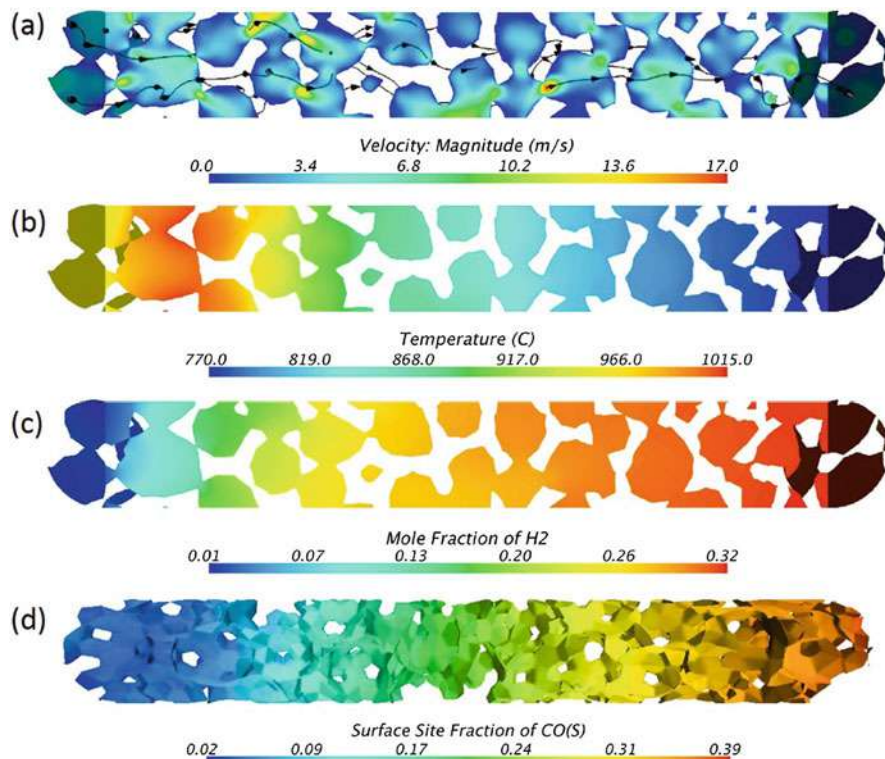 (a)
Velocity: Magnitude (m/s)
0.0 3.4 6.8 10.2 13.6 17.0
(b)
Temperature (C)
770.0 819.0 868.0 917.0 966.0 1015.0
(c)
Mole Fraction of H2
0.01 0.07 0.13 0.20 0.26 0.32
(d)
Surface Site Fraction of CO(S)
0.02 0.09 0.17 0.24 0.31 0.39